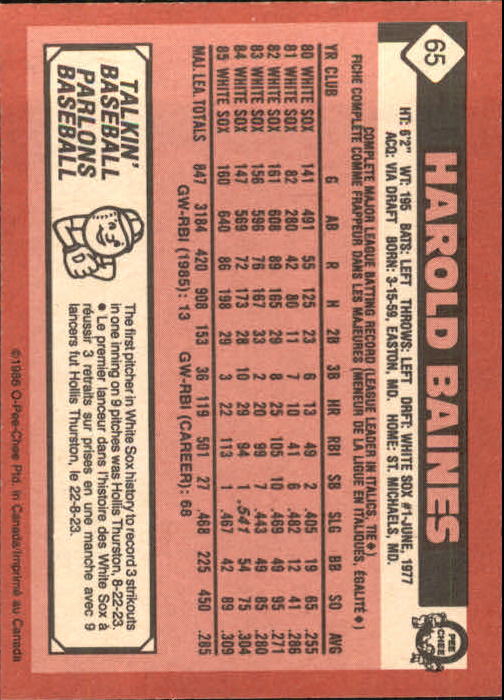 65
HAROLD BAINES
O PEE CHEE
HT: 6'2" WT: 195 BATS: LEFT THROWS: LEFT DRFT: WHITE SOX #1-JUNE, 1977
ACQ: VIA DRAFT BORN: 3-15-59, EASTON, MD. HOME: ST. MICHAELS, MD.
COMPLETE MAJOR LEAGUE BATTING RECORD (LEAGUE LEADER IN ITALICS, TIE♦)
FICHE COMPLÈTE COMME FRAPPEUR DANS LES MAJEURES (MENEUR DE LA LIGUE EN ITALIQUES, ÉGALITÉ♦)
YR CLUB G AB R H 2B 3B HR RBI SB SLG BB SO AVG
80 WHITE SOX 141 491 55 125 23 6 13 49 2 .405 19 65 .255
81 WHITE SOX 82 280 42 80 11 7 10 41 6 .482 12 41 .286
82 WHITE SOX 161 608 89 165 29 8 25 105 10 .469 49 95 .271
83 WHITE SOX 156 596 76 167 33 2 20 99 7 .443 49 85 .280
84 WHITE SOX 147 569 72 173 28 10 29 94 1 .541 54 75 .304
85 WHITE SOX 160 640 86 198 29 3 22 113 1 .467 42 89 .309
MAJ. LEA. TOTALS 847 3184 420 908 153 36 119 501 27 .468 225 450 .285
GW-RBI (1985): 13 GW-RBI (CAREER): 68
TALKIN'
BASEBALL
PARLONS
BASEBALL
The first pitcher in White Sox history to record 3 strikouts
in one inning on 9 pitches was Hollis Thurston, 8-22-23.
♦ Le premier lanceur dans l'histoire des White Sox à
réussir 3 retraits sur prises en une manche avec 9
lancers fut Hollis Thurston, le 22-8-23.
©1986 O-Pee-Chee Ptd. in Canada/Imprimé au Canada